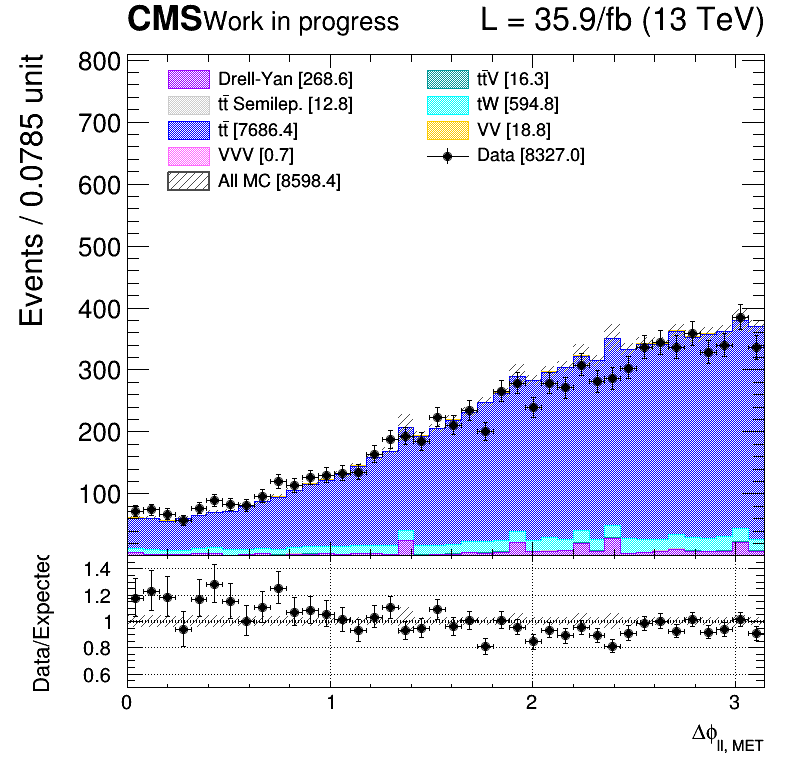 CMS Work in progress L = 35.9/fb (13 TeV)
Events / 0.0785 unit
800
700
600
500
400
300
200
100
Drell-Yan [268.6]
tt̄ Semilep. [12.8]
tt̄ [7686.4]
VVV [0.7]
All MC [8598.4]
tt̄V [16.3]
tW [594.8]
VV [18.8]
Data [8327.0]
Data/Expected
1.4
1.2
1
0.8
0.6
0 1 2 3
Δϕll, MET